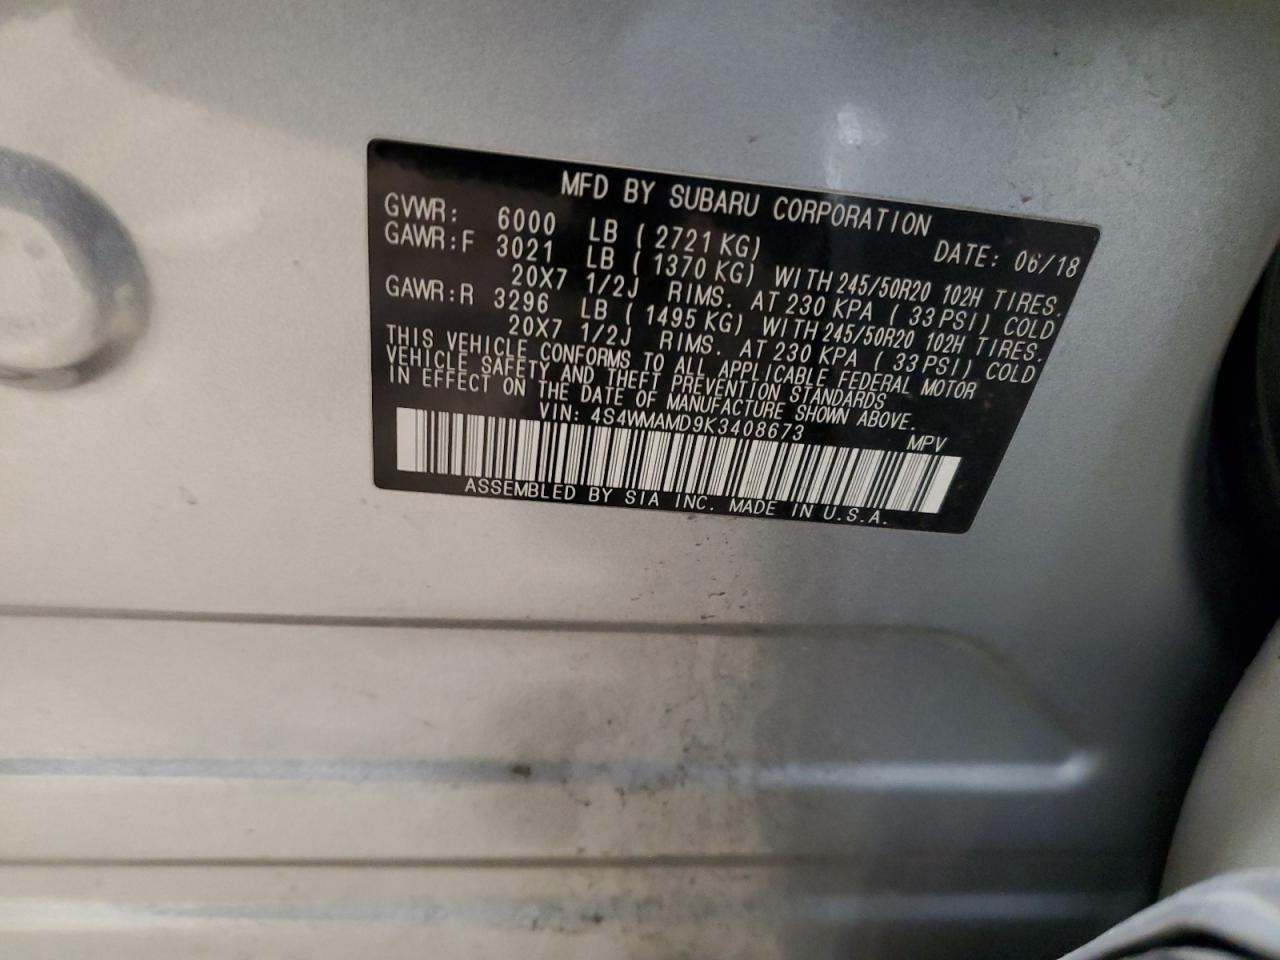 MFD BY SUBARU CORPORATION
DATE: 06/18
GVWR: 6000 LB ( 2721 KG)
GAWR:F 3021 LB ( 1370 KG) WITH 245/50R20 102H TIRES.
20X7 1/2J RIMS. AT 230 KPA ( 33 PSI) COLD
GAWR:R 3296 LB ( 1495 KG) WITH 245/50R20 102H TIRES.
20X7 1/2J RIMS. AT 230 KPA ( 33 PSI) COLD
THIS VEHICLE CONFORMS TO ALL APPLICABLE FEDERAL MOTOR
VEHICLE SAFETY AND THEFT PREVENTION STANDARDS
IN EFFECT ON THE DATE OF MANUFACTURE SHOWN ABOVE.
VIN: 4S4WMAMD9K3408673 MPV
ASSEMBLED BY SIA INC. MADE IN U.S.A.